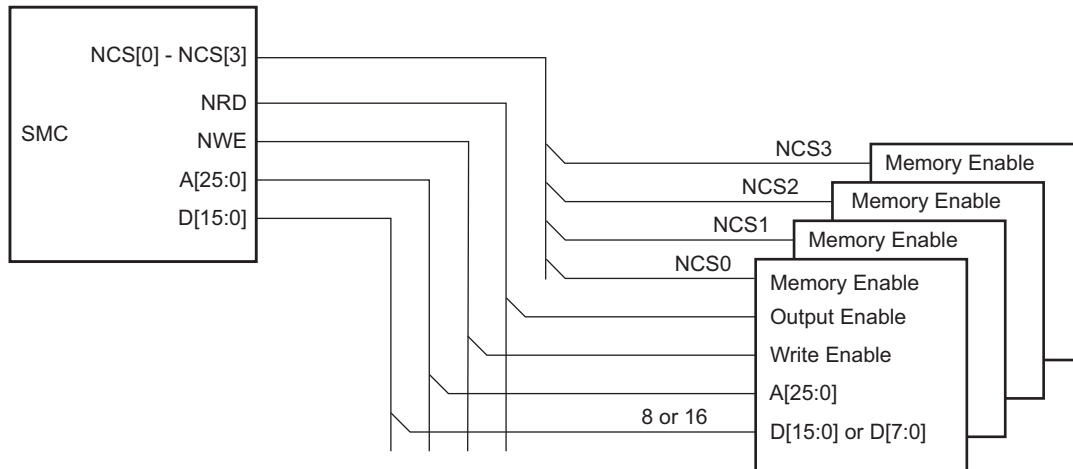 NCS[0] - NCS[3]
NRD
SMC
NWE
A[25:0]
D[15:0]
NCS3
Memory Enable
NCS2
Memory Enable
NCS1
Memory Enable
NCS0
Memory Enable
Output Enable
Write Enable
A[25:0]
8 or 16
D[15:0] or D[7:0]